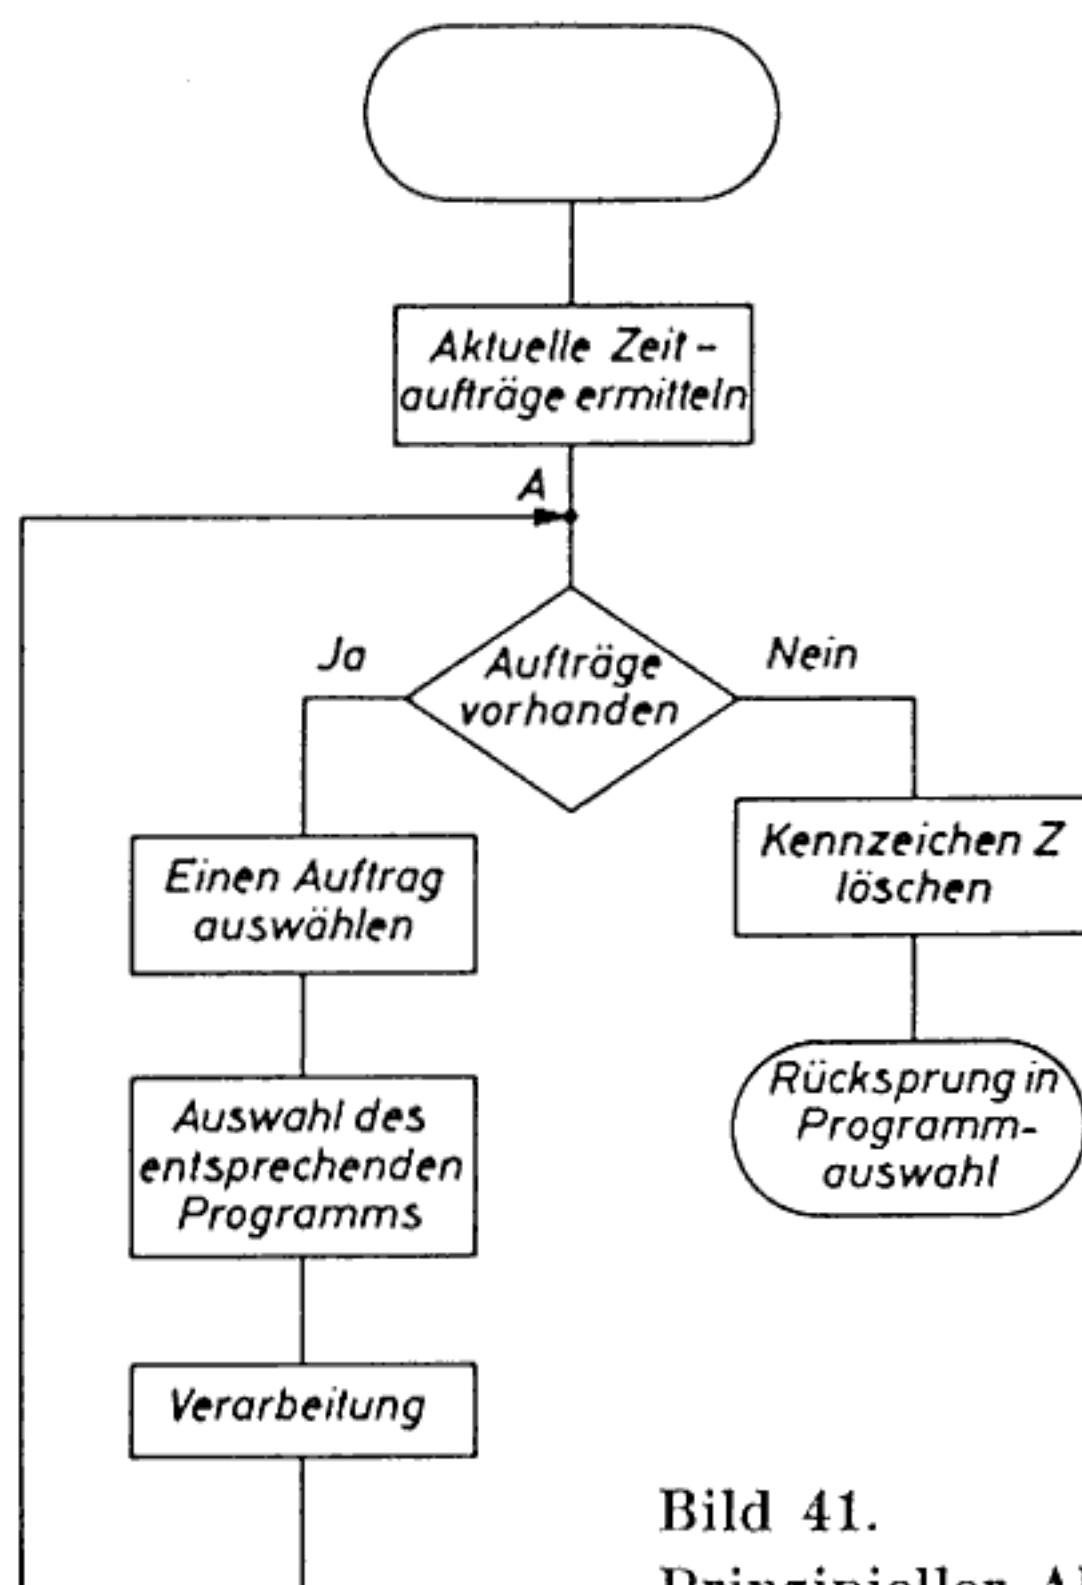 Aktuelle Zeit-
aufträge ermitteln
A
Ja
Aufträge
vorhanden
Nein
Einen Auftrag
auswählen
Kennzeichen Z
löschen
Auswahl des
entsprechenden
Programms
Rücksprung in
Programm-
auswahl
Verarbeitung
Bild 41.